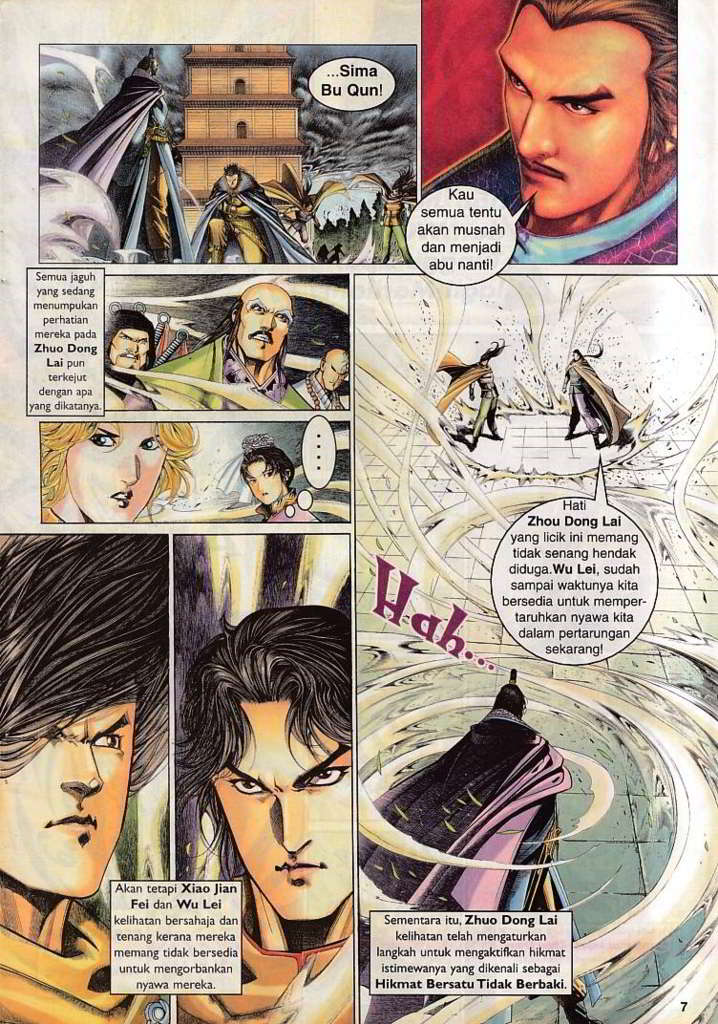 ...Sima
Bu Qun!
Kau
semua tentu
akan musnah
dan menjadi
abu nanti!
Semua jaguh
yang sedang
menumpukan
perhatian
mereka pada
Zhuo Dong
Lai pun
terkejut
dengan apa
yang dikatanya.
...
Hati
Zhou Dong Lai
yang licik ini memang
tidak senang hendak
diduga.Wu Lei, sudah
sampai waktunya kita
bersedia untuk memper-
taruhkan nyawa kita
dalam pertarungan
sekarang!
Hah...
Akan tetapi Xiao Jian
Fei dan Wu Lei
kelihatan bersahaja dan
tenang kerana mereka
memang tidak bersedia
untuk mengorbankan
nyawa mereka.
Sementara itu, Zhuo Dong Lai
kelihatan telah mengaturkan
langkah untuk mengaktifkan hikmat
istimewanya yang dikenali sebagai
Hikmat Bersatu Tidak Berbaki.
7